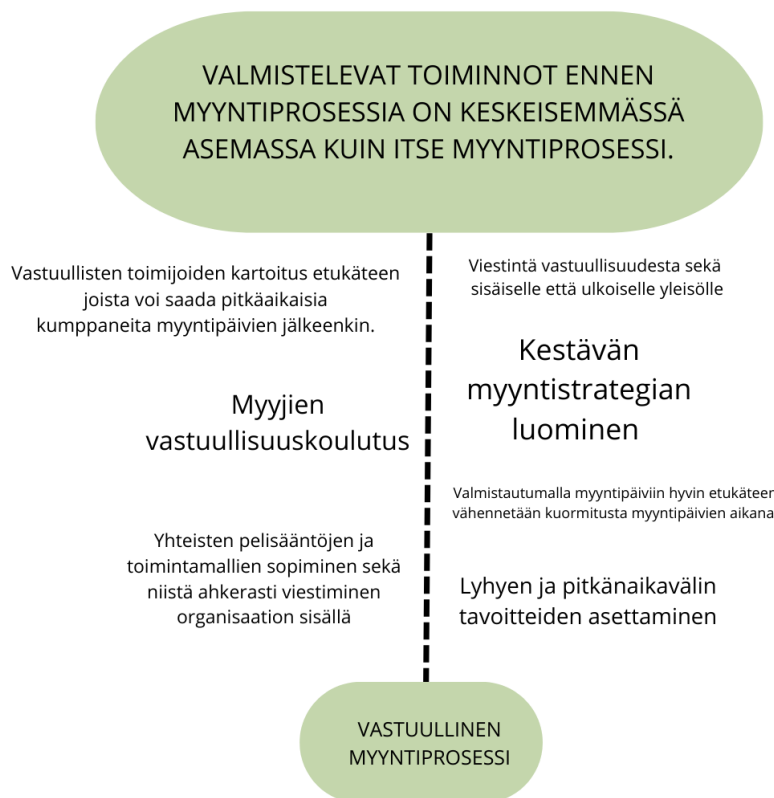 VALMISTELEVAT TOIMINNOT ENNEN
MYYNTIPROSESSIA ON KESKEISEMMÄSSÄ
ASEMASSA KUIN ITSE MYYNTIPROSESSI.
Vastuullisten toimijoiden kartoitus etukäteen
joista voi saada pitkäaikaisia
kumppaneita myyntipäivien jälkeenkin.
Viestintä vastuullisuudesta sekä
sisäiselle että ulkoiselle yleisölle
Kestävän
myyntistrategian
luominen
Myyjien
vastuullisuuskoulutus
Valmistautumalla myyntipäiviin hyvin etukäteen
vähennetään kuormitusta myyntipäivien aikana
Yhteisten pelisääntöjen ja
toimintamallien sopiminen sekä
niistä ahkerasti viestiminen
organisaation sisällä
Lyhyen ja pitkänaikavälin
tavoitteiden asettaminen
VASTUULLINEN
MYYNTIPROSESSI